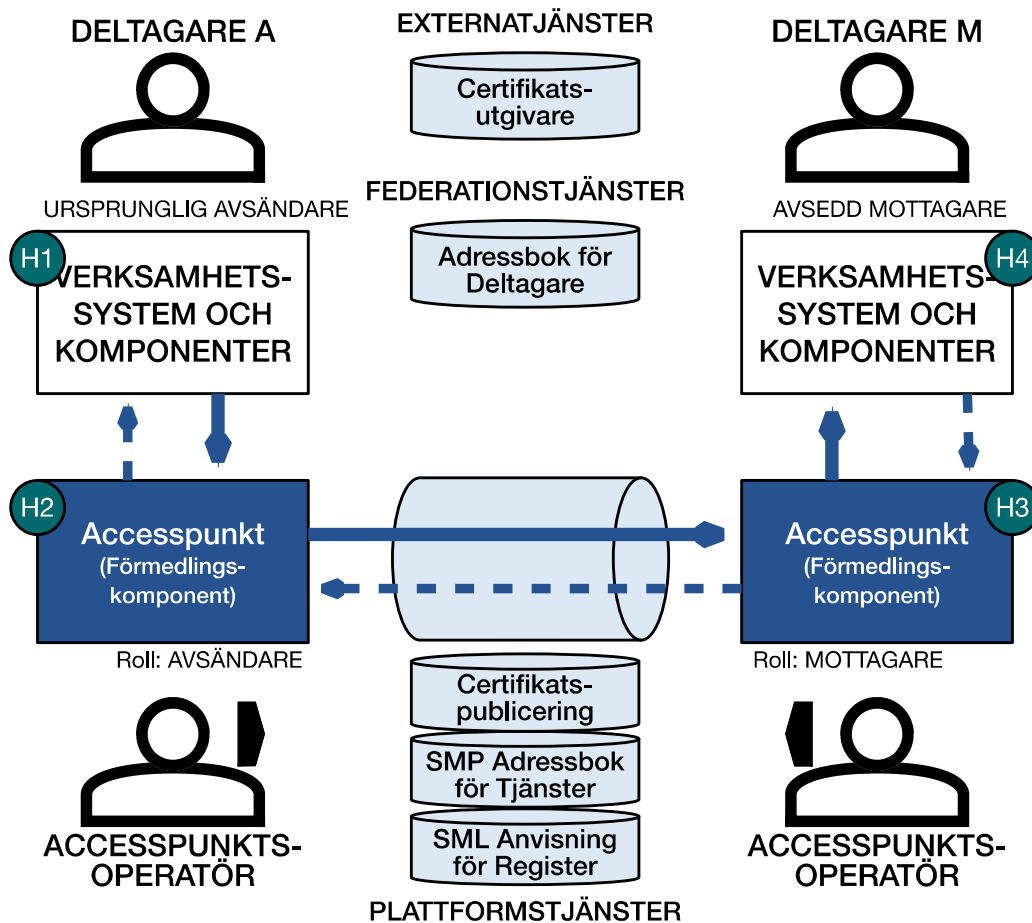 DELTAGARE A
EXTERNATJÄNSTER
DELTAGARE M
Certifikats-
utgivare
URSPRUNGLIG AVSÄNDARE
FEDERATIONSTJÄNSTER
AVSEDD MOTTAGARE
H1
VERKSAMHETS-
SYSTEM OCH
KOMPONENTER
Adressbok för
Deltagare
H4
VERKSAMHETS-
SYSTEM OCH
KOMPONENTER
H2
Accesspunkt
(Förmedlings-
komponent)
H3
Accesspunkt
(Förmedlings-
komponent)
Roll: AVSÄNDARE
Roll: MOTTAGARE
Certifikats-
publicering
SMP Adressbok
för Tjänster
SML Anvisning
för Register
ACCESSPUNKTS-
OPERATÖR
ACCESSPUNKTS-
OPERATÖR
PLATTFORMSTJÄNSTER